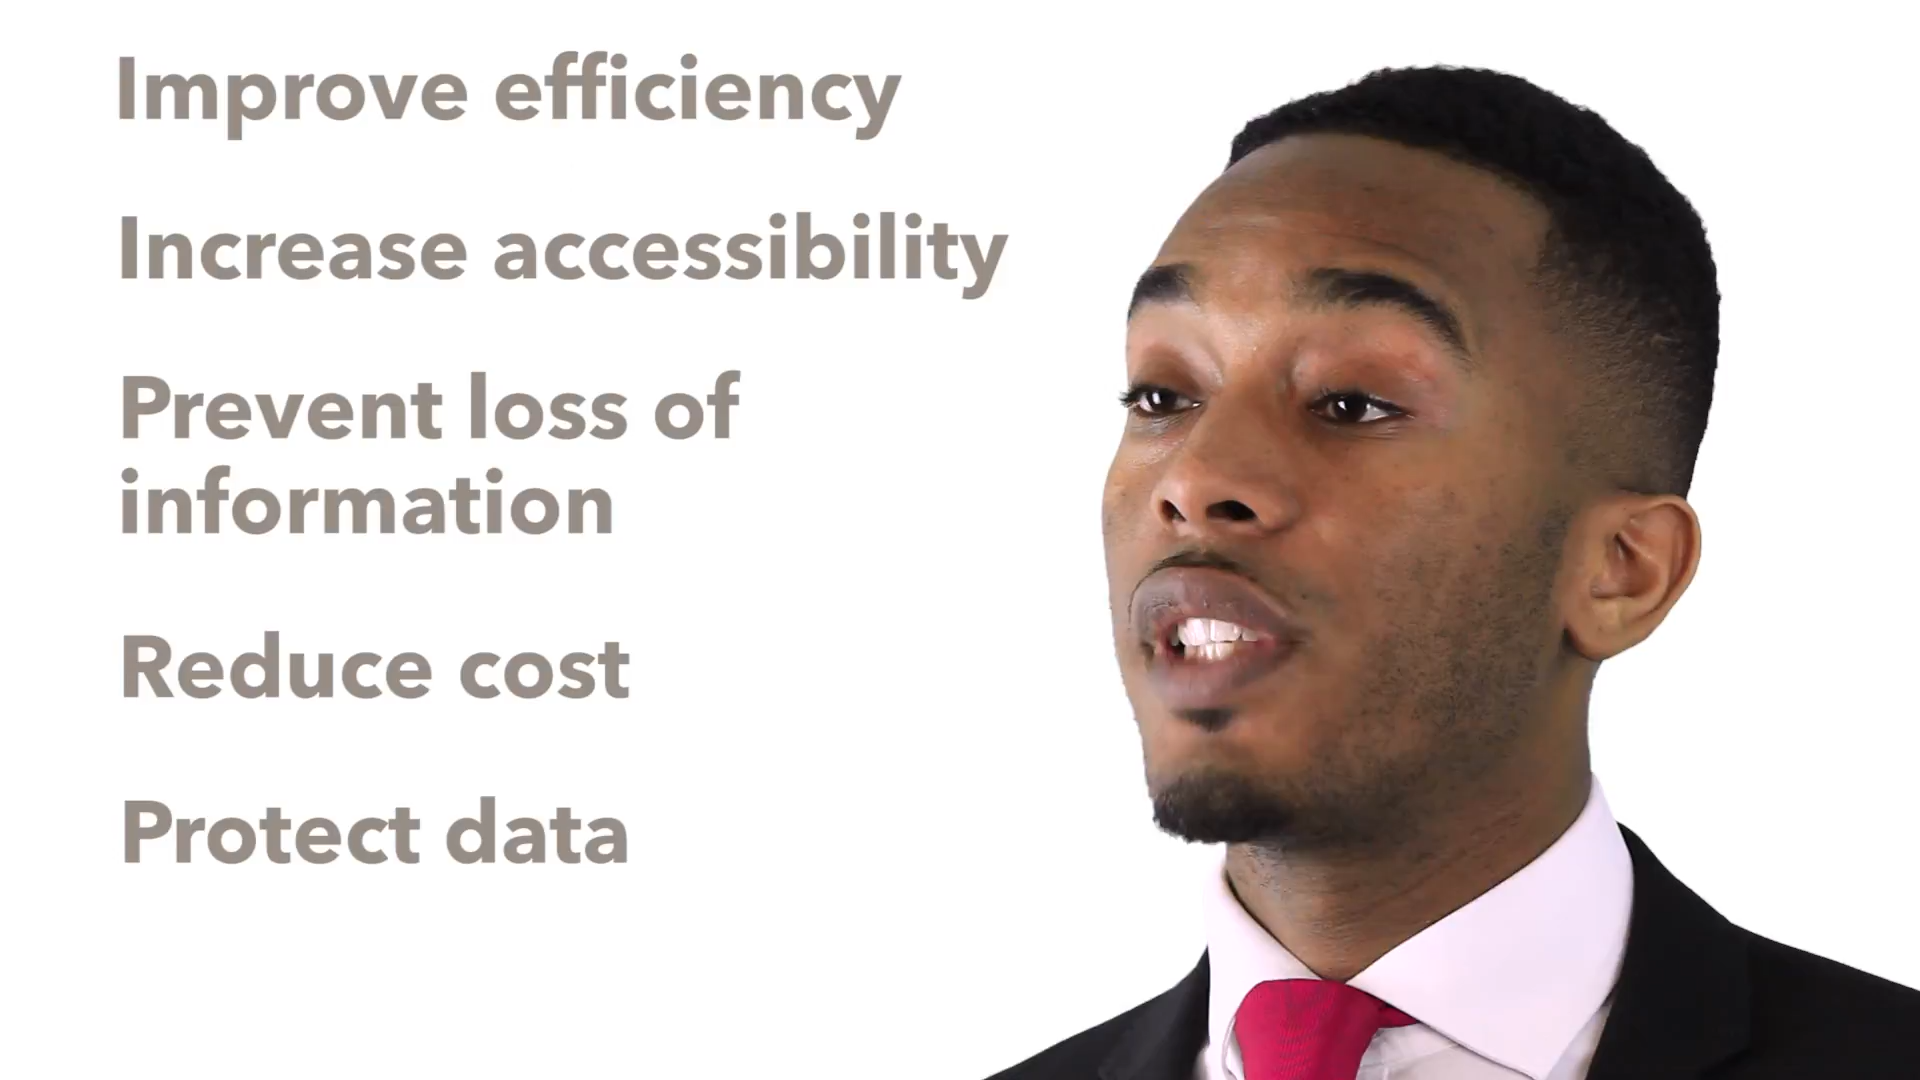 Improve efficiency
Increase accessibility
Prevent loss of
information
Reduce cost
Protect data